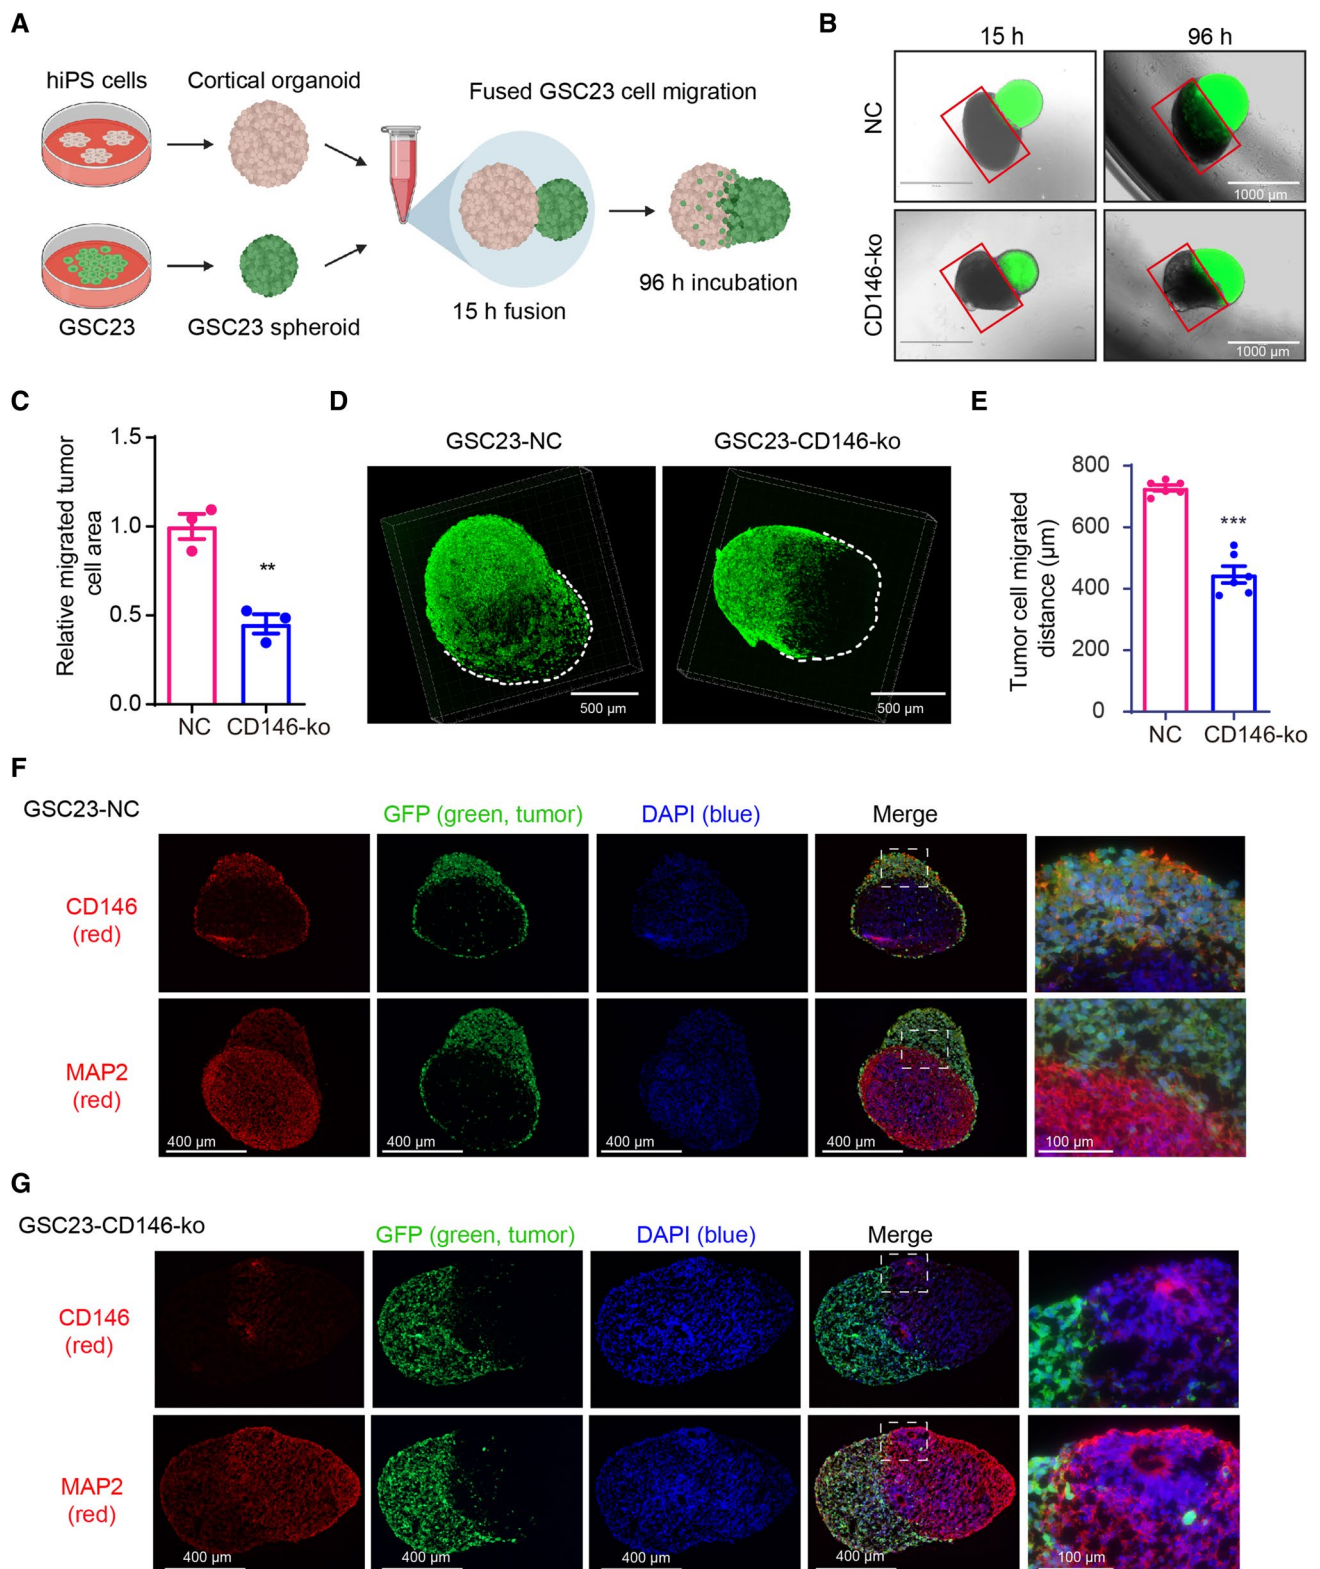 A
hiPS cells
Cortical organoid
Fused GSC23 cell migration
GSC23
GSC23 spheroid
15 h fusion
96 h incubation
B
15 h
96 h
NC
1000 µm
CD146-ko
1000 µm
C
Relative migrated tumor
cell area
1.5
1.0
0.5
0.0
**
NC
CD146-ko
D
GSC23-NC
GSC23-CD146-ko
500 µm
500 µm
E
Tumor cell migrated
distance (µm)
800
600
400
200
0
***
NC
CD146-ko
F
GSC23-NC
GFP (green, tumor)
DAPI (blue)
Merge
CD146
(red)
MAP2
(red)
400 µm
400 µm
400 µm
400 µm
100 µm
G
GSC23-CD146-ko
GFP (green, tumor)
DAPI (blue)
Merge
CD146
(red)
MAP2
(red)
400 µm
400 µm
400 µm
400 µm
100 µm